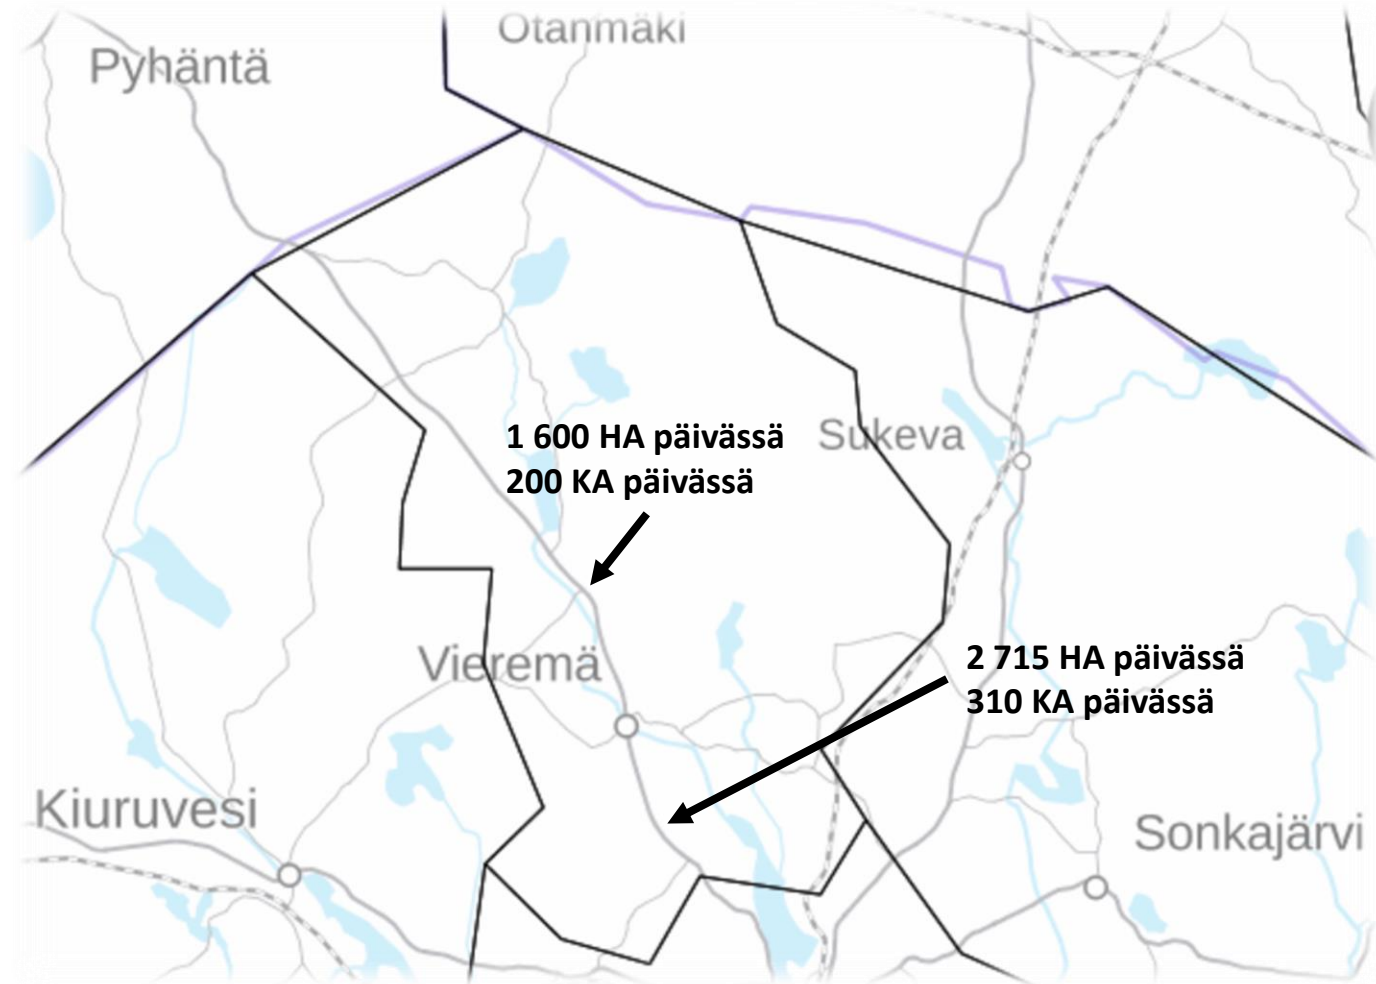 Otanmäki
Pyhäntä
1 600 HA päivässä
200 KA päivässä
Sukeva
Vieremä
2 715 HA päivässä
310 KA päivässä
Kiuruvesi
Sonkajärvi